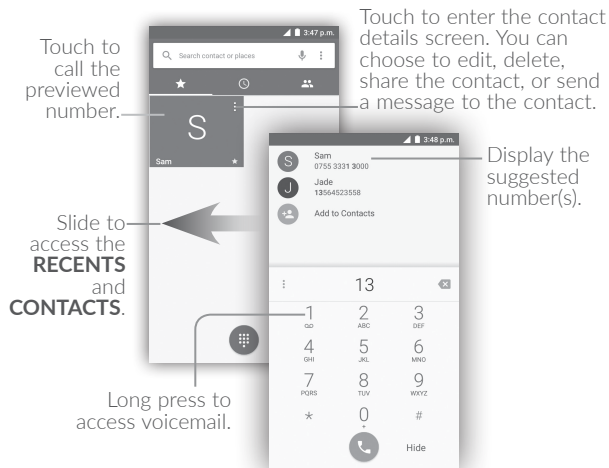 Touch to
call the
previewed
number.
Slide to
access the
RECENTS
and
CONTACTS.
Long press to
access voicemail.
3:47 p.m.
Search contact or places
S
Sam
Touch to enter the contact
details screen. You can
choose to edit, delete,
share the contact, or send
a message to the contact.
3:48 p.m.
S
Sam
0755 3331 3000
J
Jade
13564523558
Add to Contacts
Display the
suggested
number(s).
13
1 2 3
ABC DEF
4 5 6
GHI JKL MNO
7 8 9
PQRS TUV WXYZ
* 0 #
+
Hide